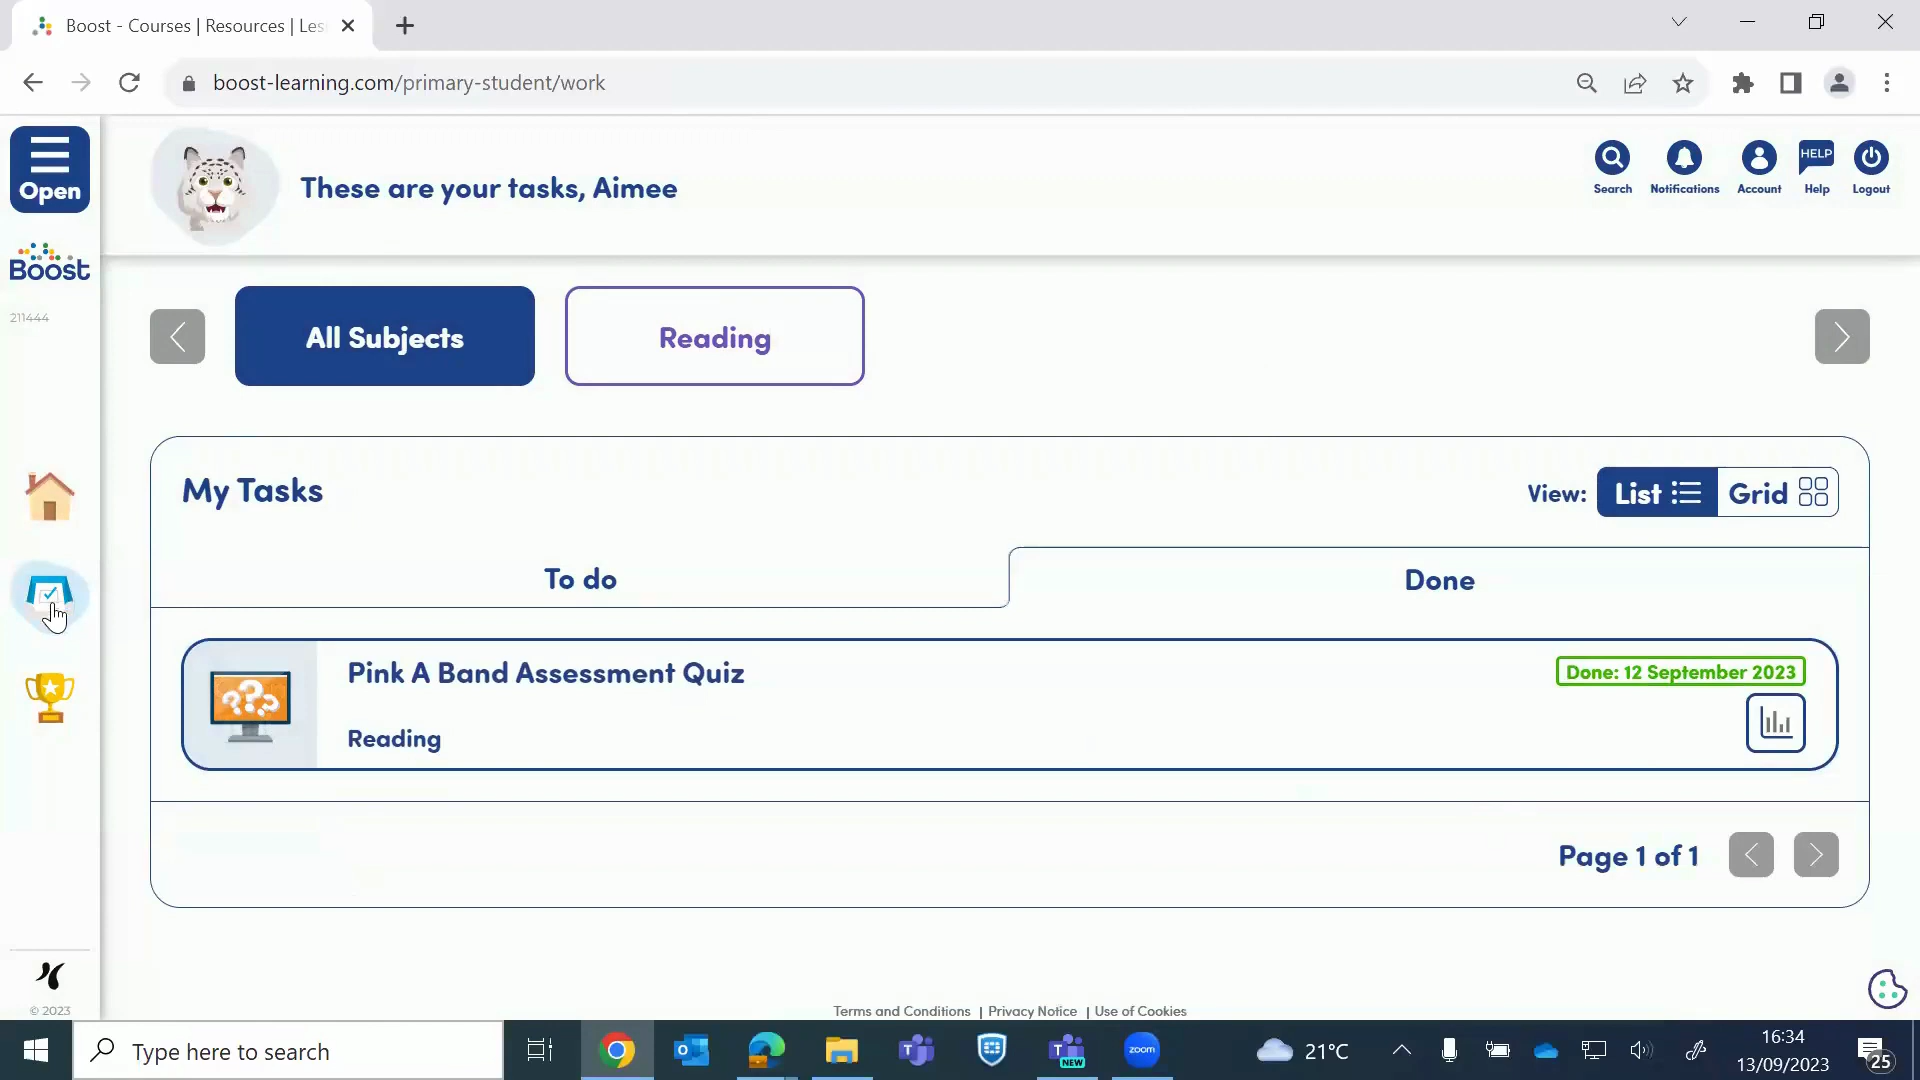 Boost - Courses | Resources | Les
boost-learning.com/primary-student/work
Open
These are your tasks, Aimee
Search
Notifications
Account
HELP
Help
Logout
Boost
211444
All Subjects
Reading
My Tasks
View: List Grid
To do
Done
Pink A Band Assessment Quiz
Done: 12 September 2023
Reading
Page 1 of 1
© 2023
Terms and Conditions | Privacy Notice | Use of Cookies
Type here to search
NEW
zoom
21°C
16:34
13/09/2023
25